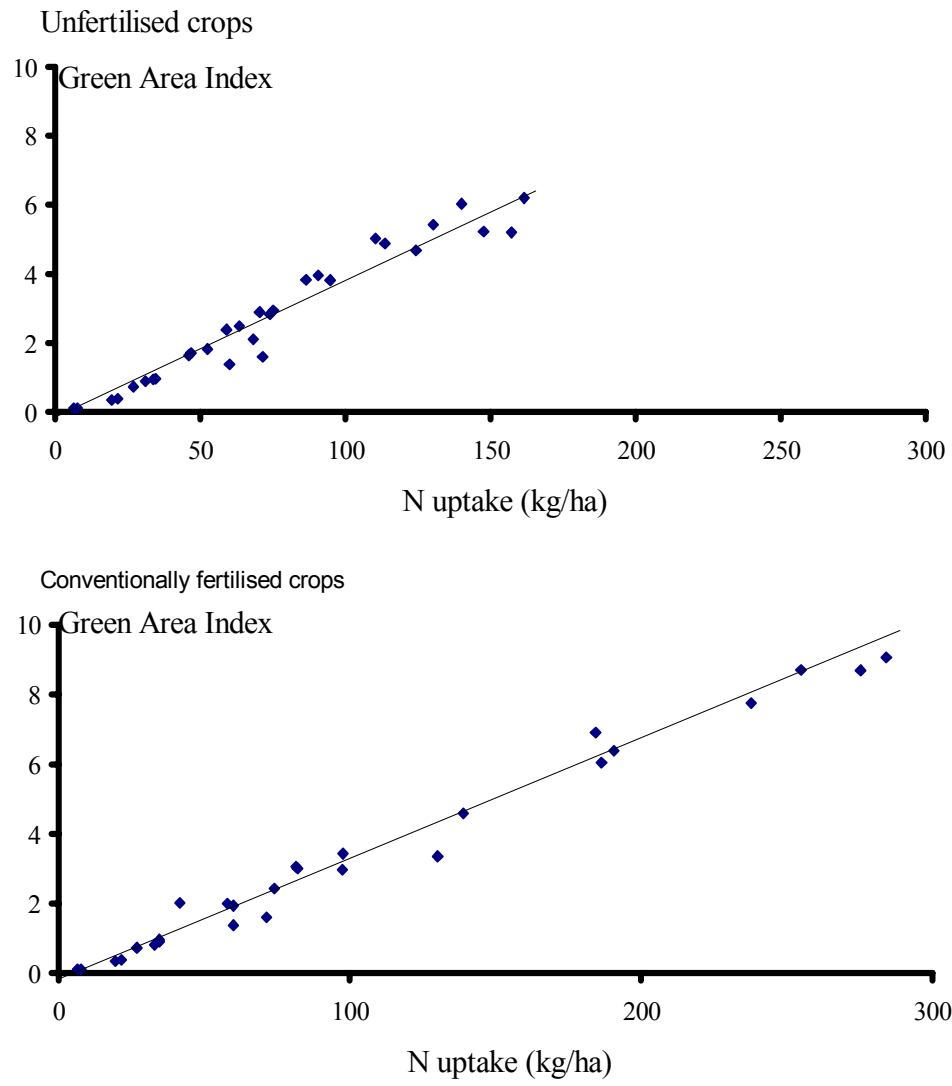 Unfertilised crops
Green Area Index
10
8
6
4
2
0
0 50 100 150 200 250 300
N uptake (kg/ha)
Conventionally fertilised crops
Green Area Index
10
8
6
4
2
0
0 100 200 300
N uptake (kg/ha)